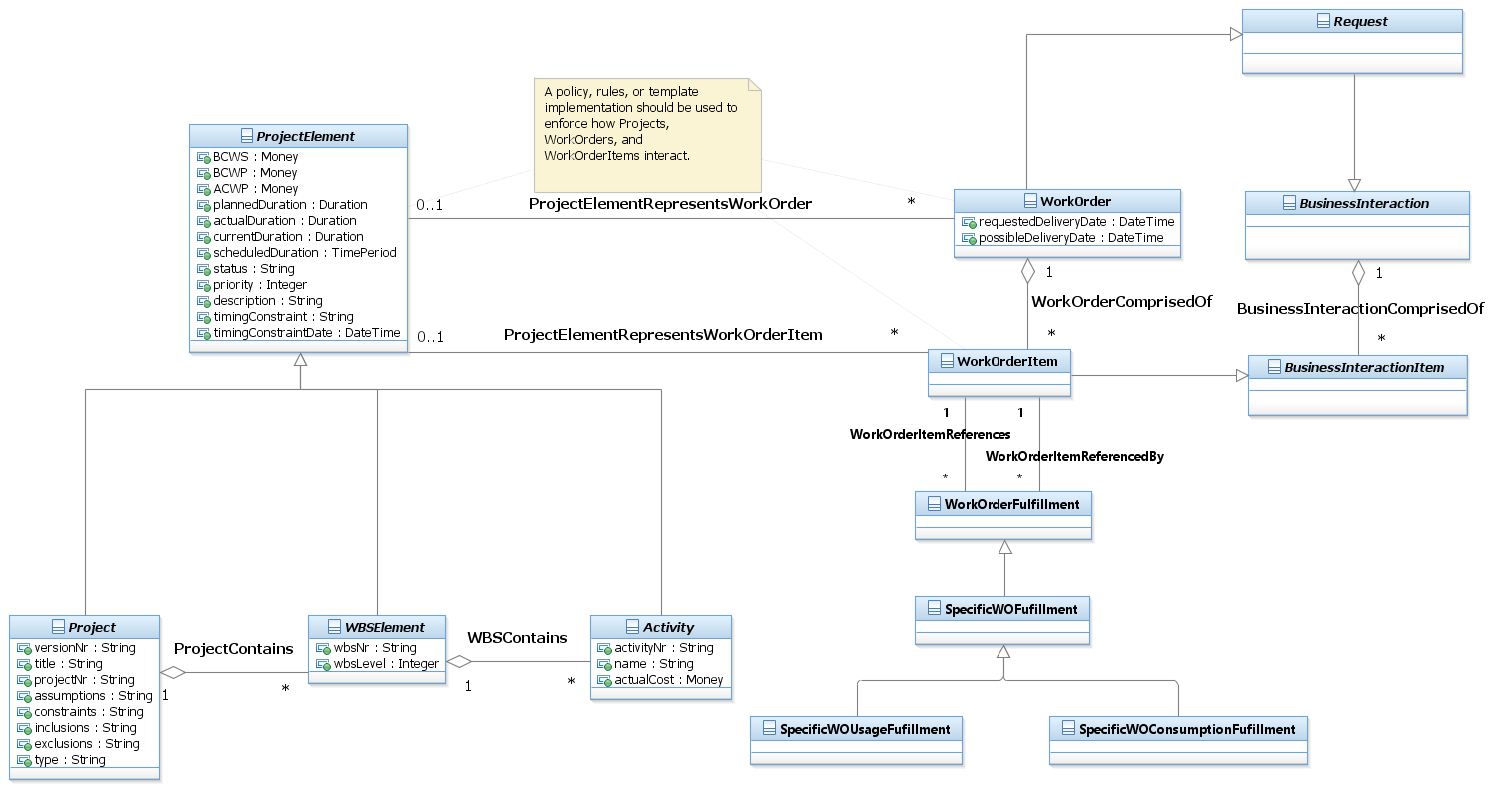 Request
A policy, rules, or template
implementation should be used to
enforce how Projects,
WorkOrders, and
WorkOrderItems interact.
ProjectElement
BCWS : Money
BCWP : Money
ACWP : Money
plannedDuration : Duration
actualDuration : Duration
currentDuration : Duration
scheduledDuration : TimePeriod
status : String
priority : Integer
description : String
timingConstraint : String
timingConstraintDate : DateTime
0..1
ProjectElementRepresentsWorkOrder
*
WorkOrder
requestedDeliveryDate : DateTime
possibleDeliveryDate : DateTime
BusinessInteraction
1
WorkOrderComprisedOf
*
1
BusinessInteractionComprisedOf
*
0..1
ProjectElementRepresentsWorkOrderItem
*
WorkOrderItem
BusinessInteractionItem
1
1
WorkOrderItemReferences
WorkOrderItemReferencedBy
*
*
WorkOrderFulfillment
SpecificWOFufillment
SpecificWOUsageFufillment
SpecificWOConsumptionFufillment
Project
versionNr : String
title : String
projectNr : String
assumptions : String
constraints : String
inclusions : String
exclusions : String
type : String
ProjectContains
1
*
WBSElement
wbsNr : String
wbsLevel : Integer
WBSContains
1
*
Activity
activityNr : String
name : String
actualCost : Money